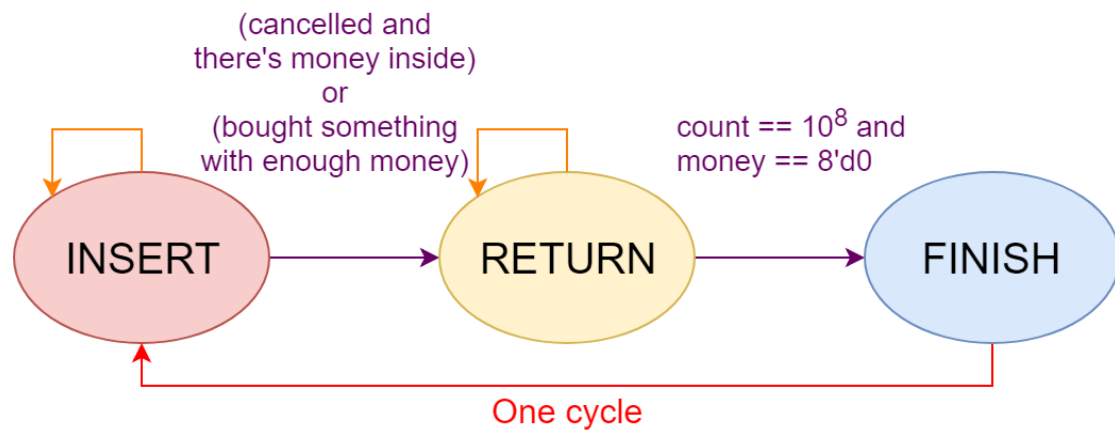 (cancelled and
there's money inside)
or
(bought something
with enough money)
count == 10⁸ and
money == 8'd0
INSERT
RETURN
FINISH
One cycle